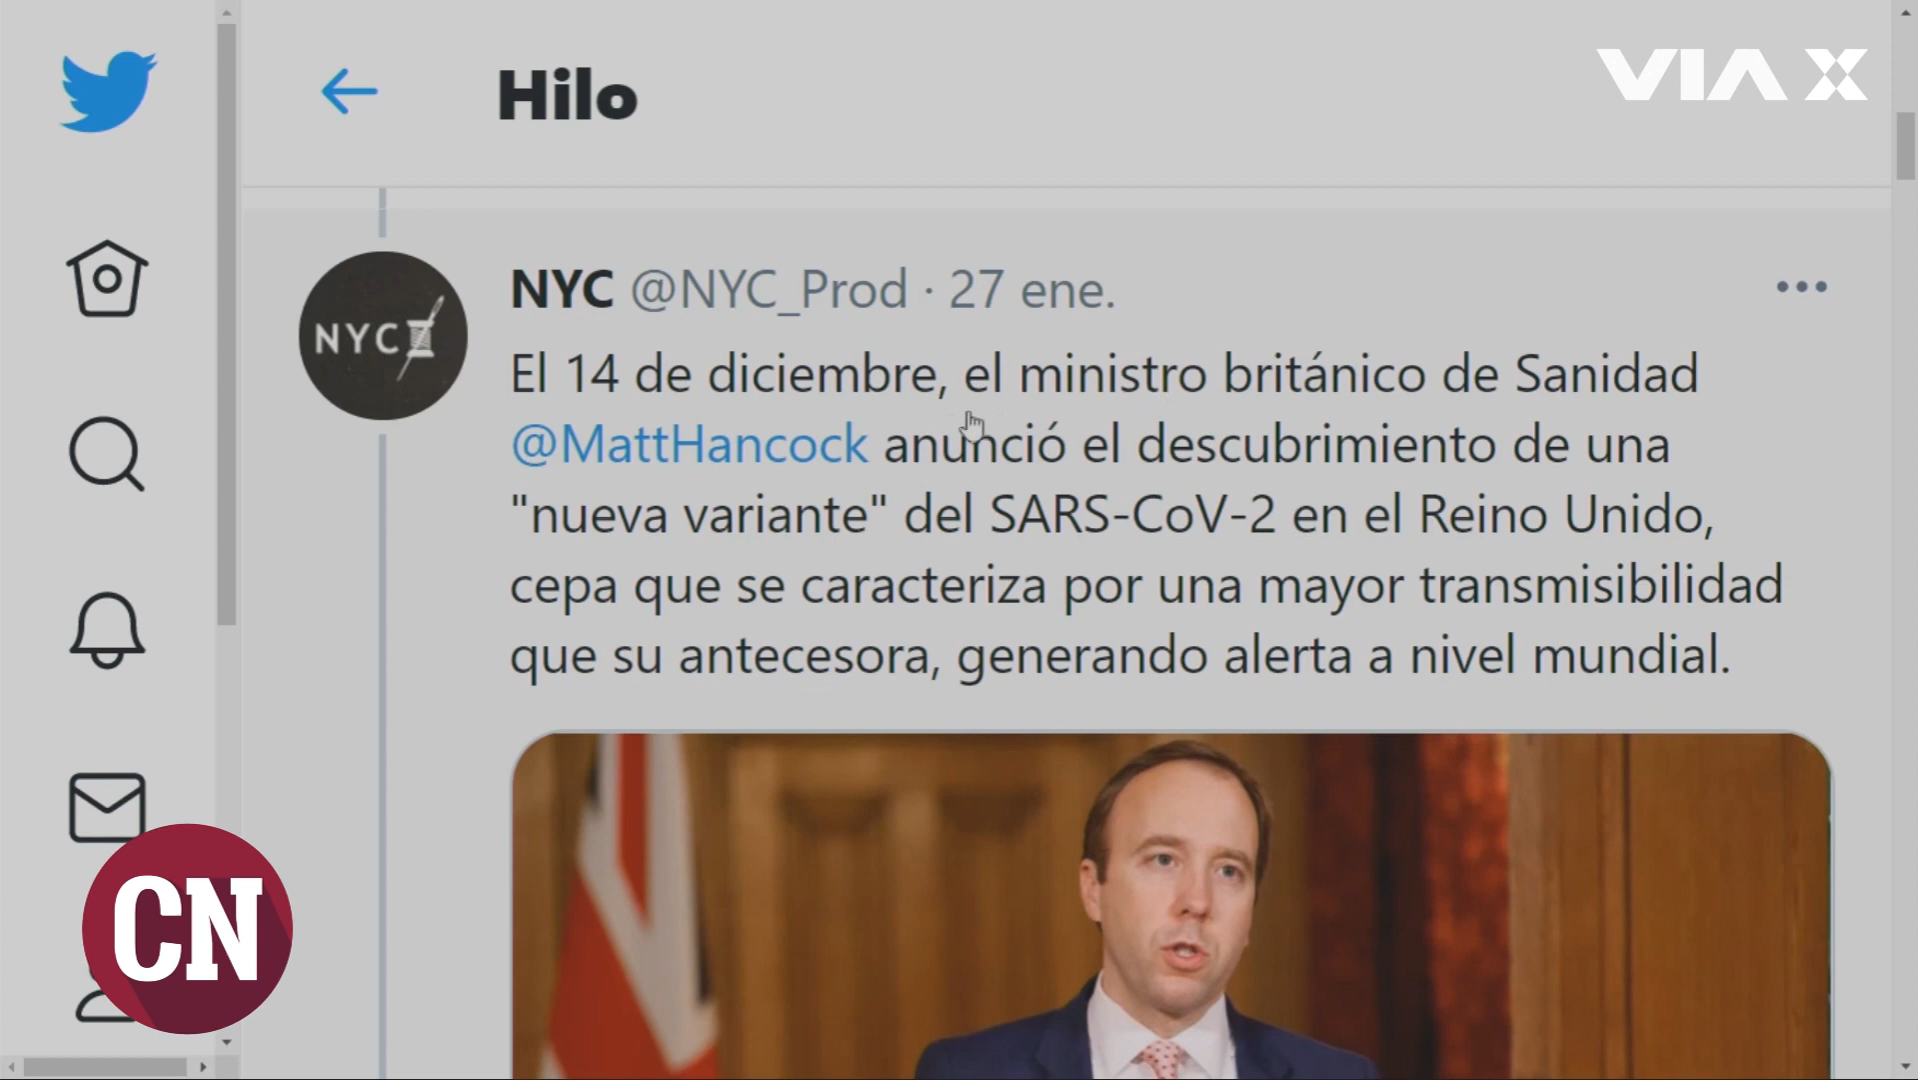 VIA X
Hilo
NYC @NYC_Prod · 27 ene.
NYC
El 14 de diciembre, el ministro británico de Sanidad
@MattHancock anunció el descubrimiento de una
"nueva variante" del SARS-CoV-2 en el Reino Unido,
cepa que se caracteriza por una mayor transmisibilidad
que su antecesora, generando alerta a nivel mundial.
CN